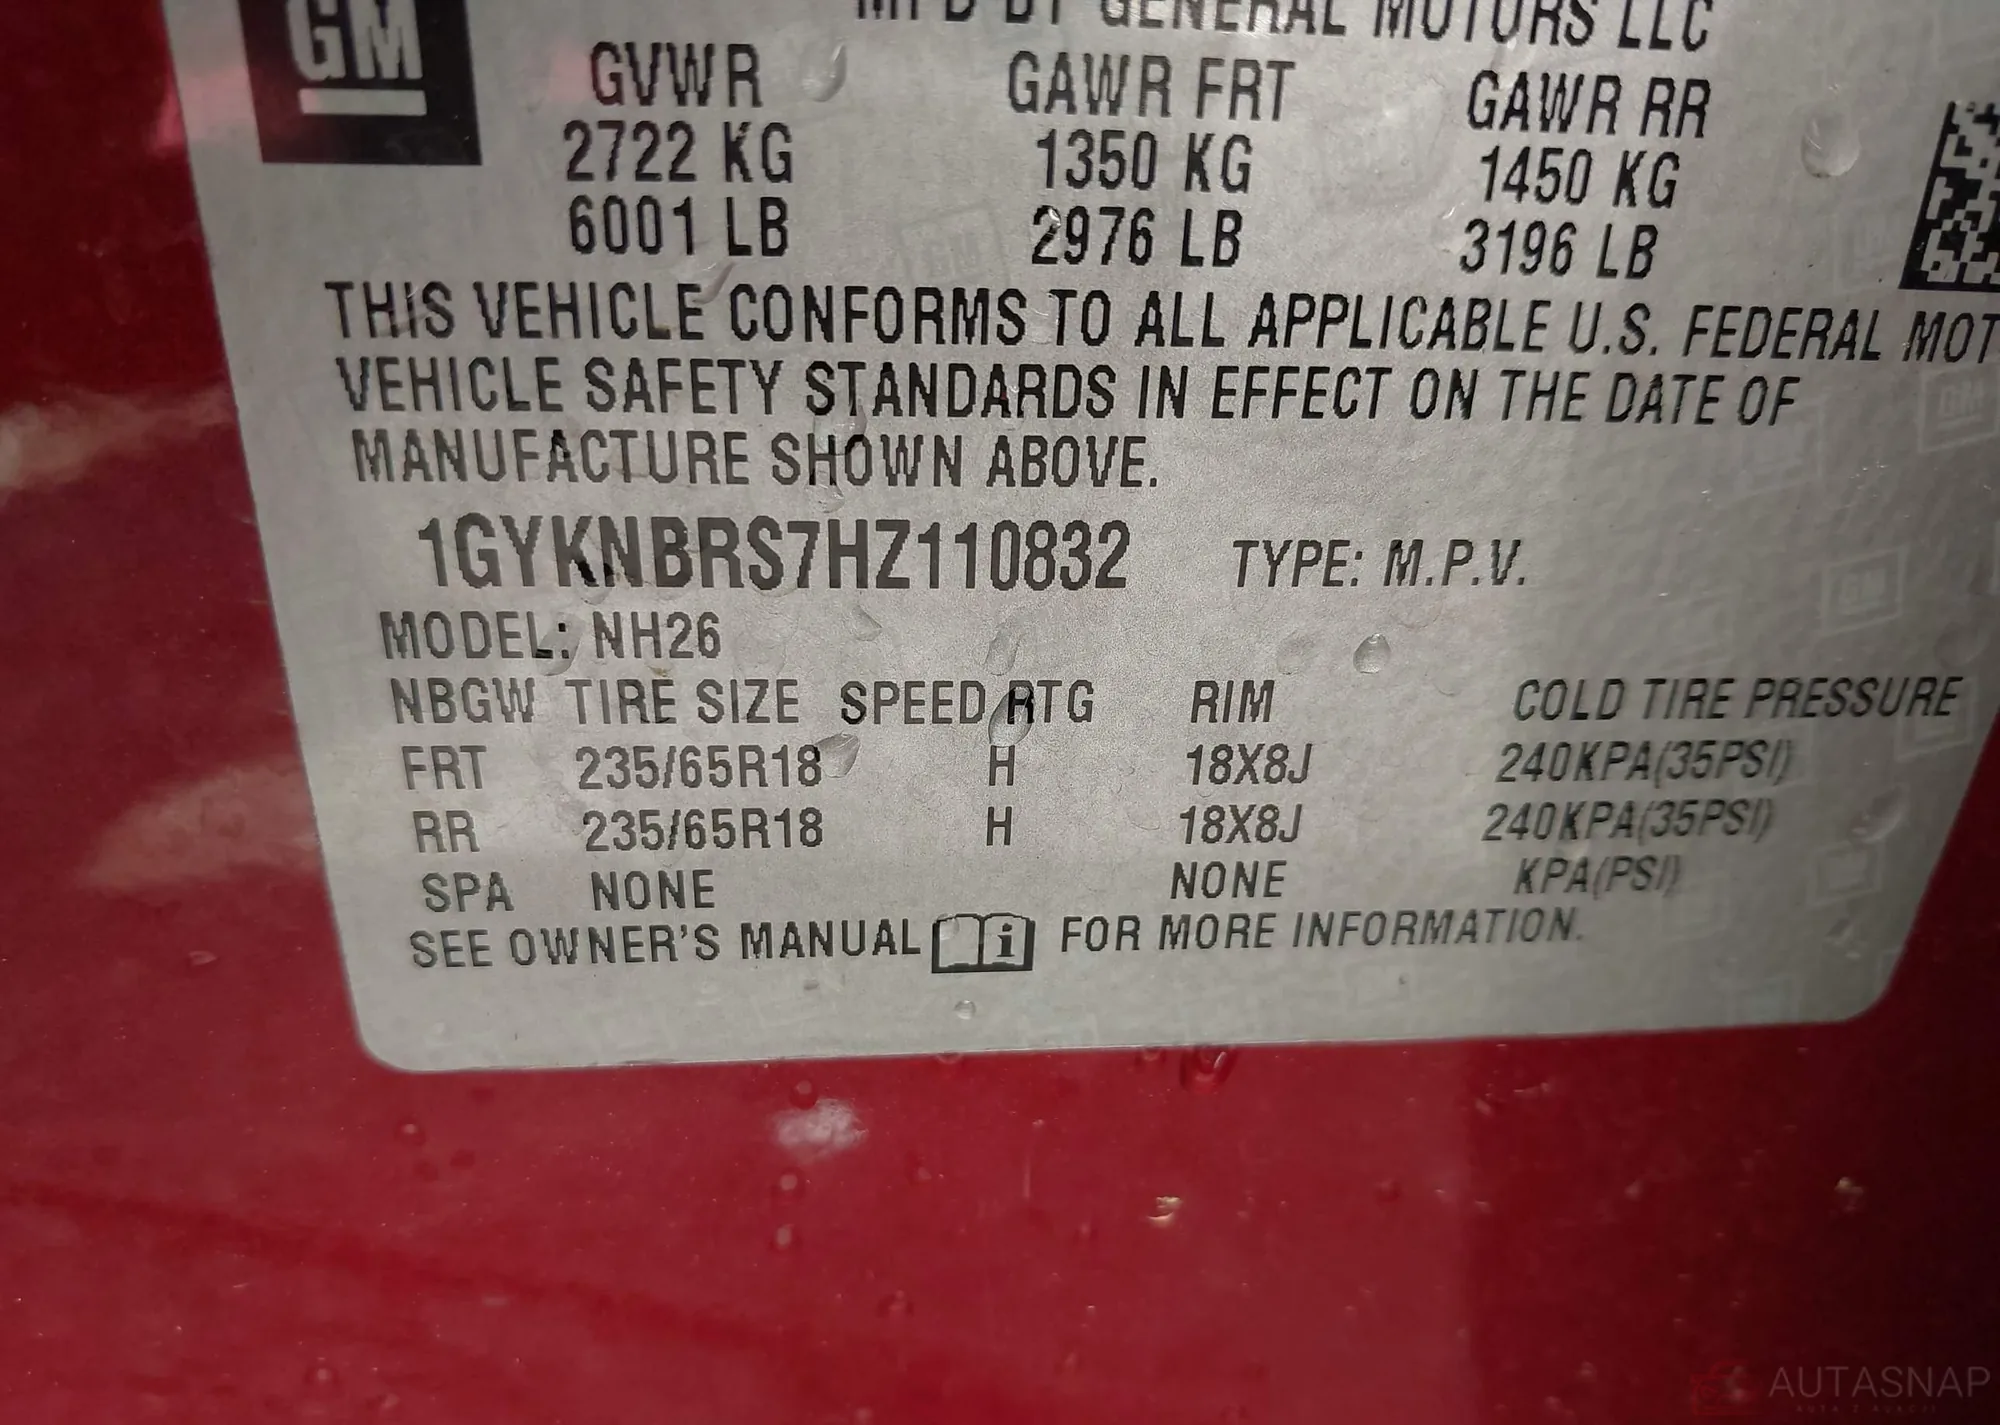 GM
MFD BY GENERAL MOTORS LLC
GVWR GAWR FRT GAWR RR
2722 KG 1350 KG 1450 KG
6001 LB 2976 LB 3196 LB
THIS VEHICLE CONFORMS TO ALL APPLICABLE U.S. FEDERAL MOT
VEHICLE SAFETY STANDARDS IN EFFECT ON THE DATE OF
MANUFACTURE SHOWN ABOVE.
1GYKNBRS7HZ110832 TYPE: M.P.V.
MODEL: NH26
NBGW TIRE SIZE SPEED RTG RIM COLD TIRE PRESSURE
FRT 235/65R18 H 18X8J 240KPA(35PSI)
RR 235/65R18 H 18X8J 240KPA(35PSI)
SPA NONE NONE KPA(PSI)
SEE OWNER'S MANUAL i FOR MORE INFORMATION.
AUTASNAP